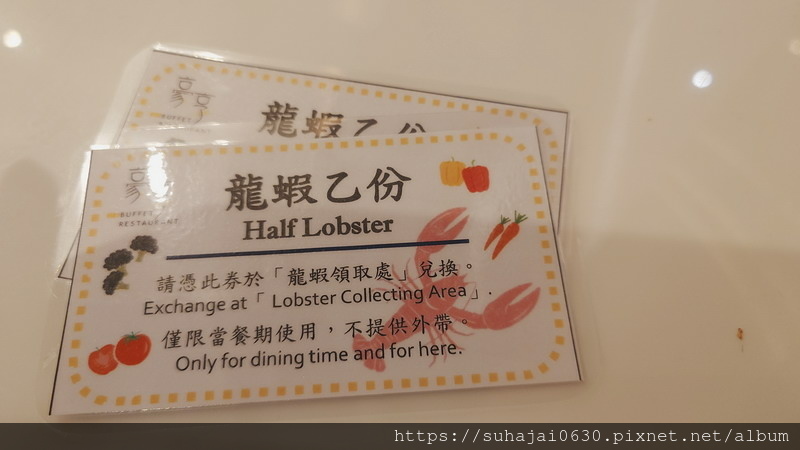 龍蝦乙份
BUFFET
RESTAURANT
龍蝦乙份
Half Lobster
請憑此券於「龍蝦領取處」兌換。
Exchange at「 Lobster Collecting Area」.
僅限當餐期使用，不提供外帶。
Only for dining time and for here.
https://suhajai0630.pixnet.net/album